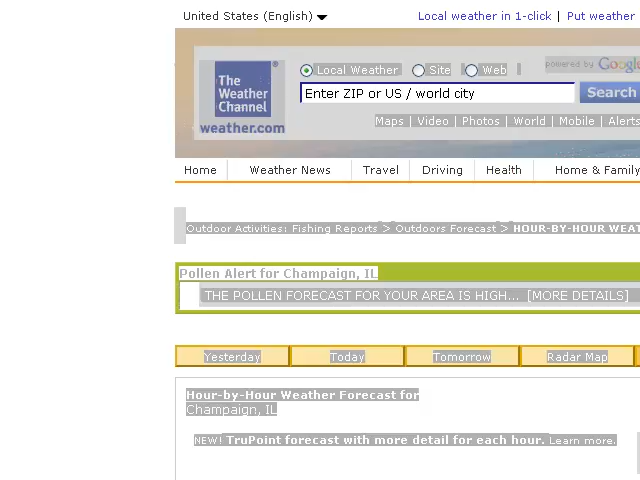 United States (English)
Local weather in 1-click | Put weather
powered by Google
Local Weather Site Web
The Weather Channel
weather.com
Enter ZIP or US / world city
Search
Maps | Video | Photos | World | Mobile | Alerts
Home Weather News Travel Driving Health Home & Family
Outdoor Activities: Fishing Reports > Outdoors Forecast > HOUR-BY-HOUR WEAT
Pollen Alert for Champaign, IL
THE POLLEN FORECAST FOR YOUR AREA IS HIGH... [MORE DETAILS]
Yesterday Today Tomorrow Radar Map
Hour-by-Hour Weather Forecast for
Champaign, IL
NEW! TruPoint forecast with more detail for each hour. Learn more.